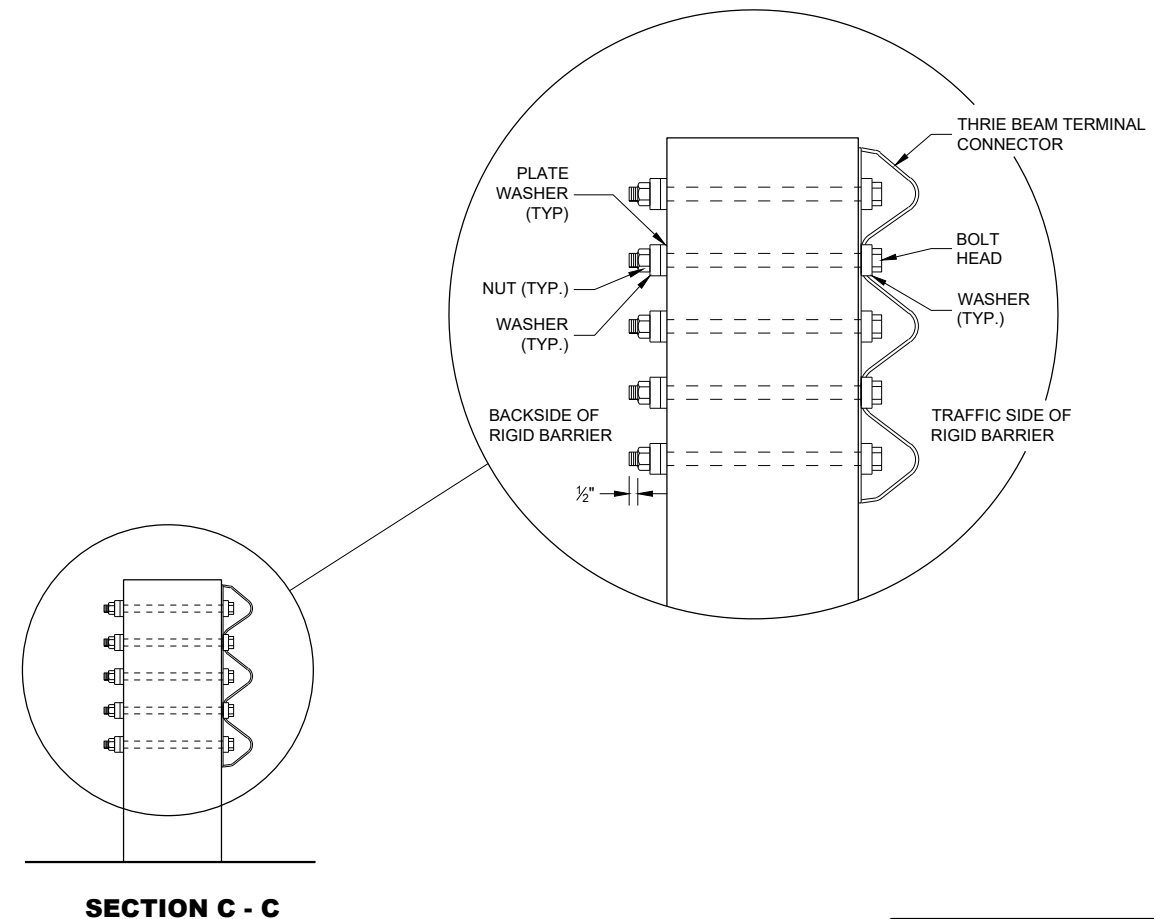 THRIE BEAM TERMINAL
CONNECTOR
PLATE
WASHER
(TYP)
BOLT
HEAD
NUT (TYP.)
WASHER
(TYP.)
WASHER
(TYP.)
BACKSIDE OF
RIGID BARRIER
TRAFFIC SIDE OF
RIGID BARRIER
½"
SECTION C - C